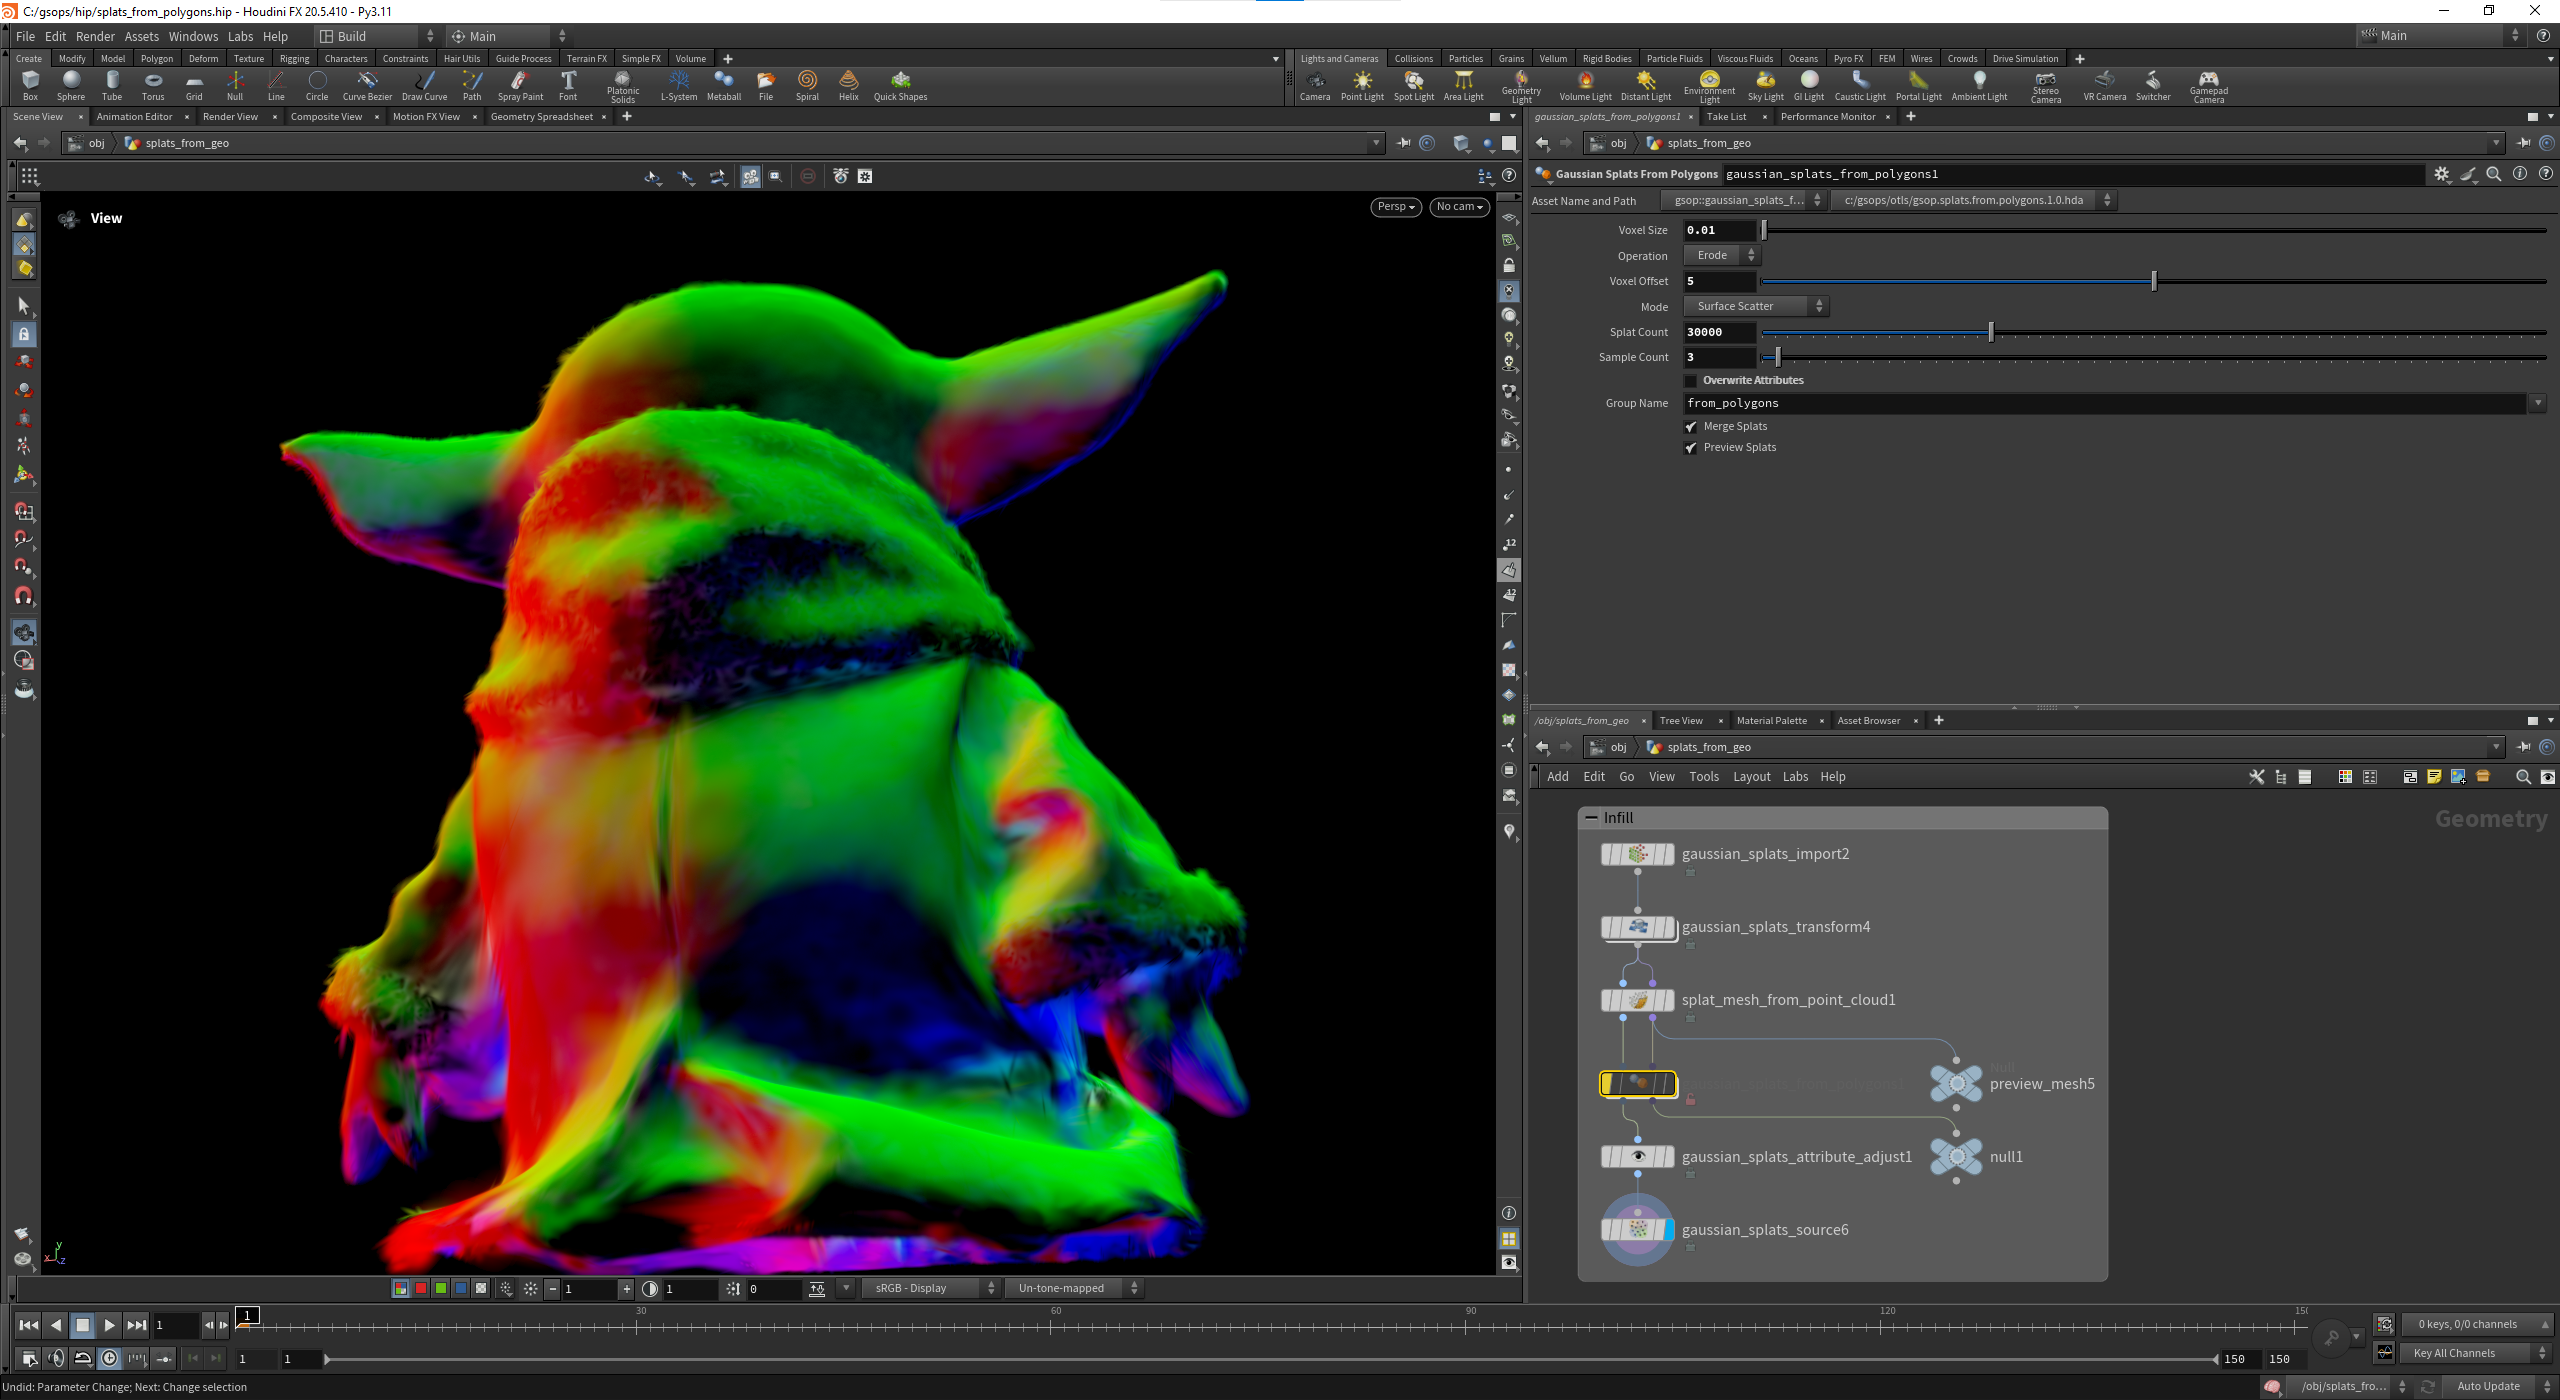 C:/gsops/hip/splats_from_polygons.hip - Houdini FX 20.5.410 - Py3.11
File Edit Render Assets Windows Labs Help Build Main Main
Create Modify Model Polygon Deform Texture Rigging Characters Constraints Hair Utils Guide Process Terrain FX Simple FX Volume
Lights and Cameras Collisions Particles Grains Vellum Rigid Bodies Particle Fluids Viscous Fluids Oceans Pyro FX FEM Wires Crowds Drive Simulation
Box Sphere Tube Torus Grid Null Line Circle Curve Bezier Draw Curve Path Spray Paint Font Platonic Solids L-System Metaball File Spiral Helix Quick Shapes
Camera Point Light Spot Light Area Light Geometry Light Volume Light Distant Light Environment Light Sky Light GI Light Caustic Light Portal Light Ambient Light Stereo Camera VR Camera Switcher Gamepad Camera
Scene View Animation Editor Render View Composite View Motion FX View Geometry Spreadsheet
obj splats_from_geo
View
Persp No cam
gaussian_splats_from_polygons1 Take List Performance Monitor
obj splats_from_geo
Gaussian Splats From Polygons gaussian_splats_from_polygons1
Asset Name and Path gsop::gaussian_splats_f... c:/gsops/otls/gsop.splats.from.polygons.1.0.hda
Voxel Size 0.01
Operation Erode
Voxel Offset 5
Mode Surface Scatter
Splat Count 30000
Sample Count 3
Overwrite Attributes
Group Name from_polygons
Merge Splats
Preview Splats
/obj/splats_from_geo Tree View Material Palette Asset Browser
obj splats_from_geo
Add Edit Go View Tools Layout Labs Help
Geometry
Infill
gaussian_splats_import2
gaussian_splats_transform4
splat_mesh_from_point_cloud1
Null
preview_mesh5
gaussian_splats_attribute_adjust1
null1
gaussian_splats_source6
12
12
y
x z
1 1 0 sRGB - Display Un-tone-mapped
1 1 30 60 90 120 150
0 keys, 0/0 channels
1 1 150 150 Key All Channels
Undid: Parameter Change; Next: Change selection /obj/splats_fro... Auto Update